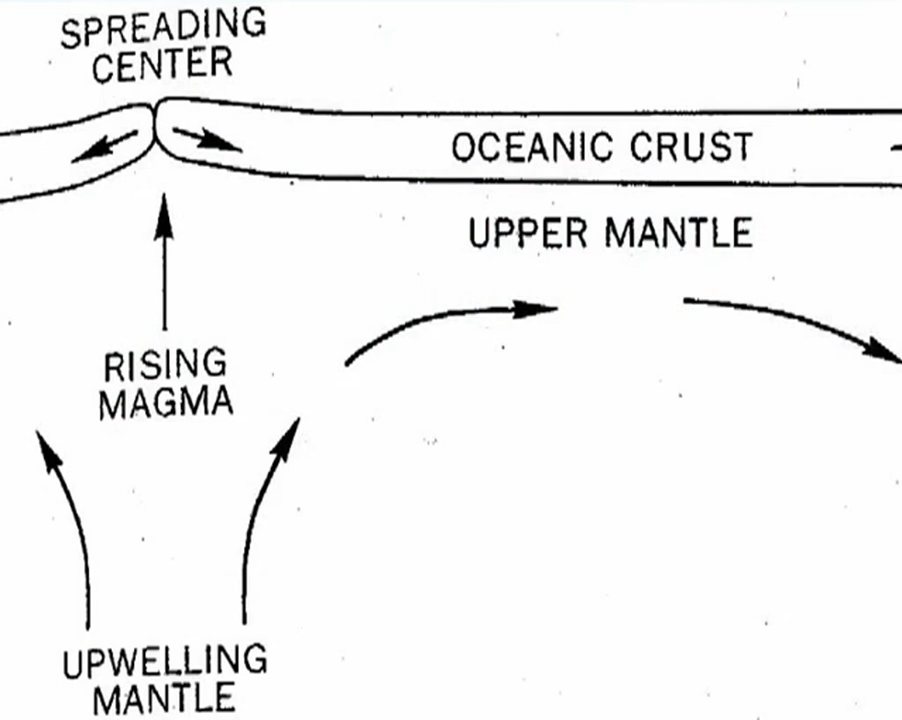 SPREADING
CENTER
OCEANIC CRUST
UPPER MANTLE
RISING
MAGMA
UPWELLING
MANTLE